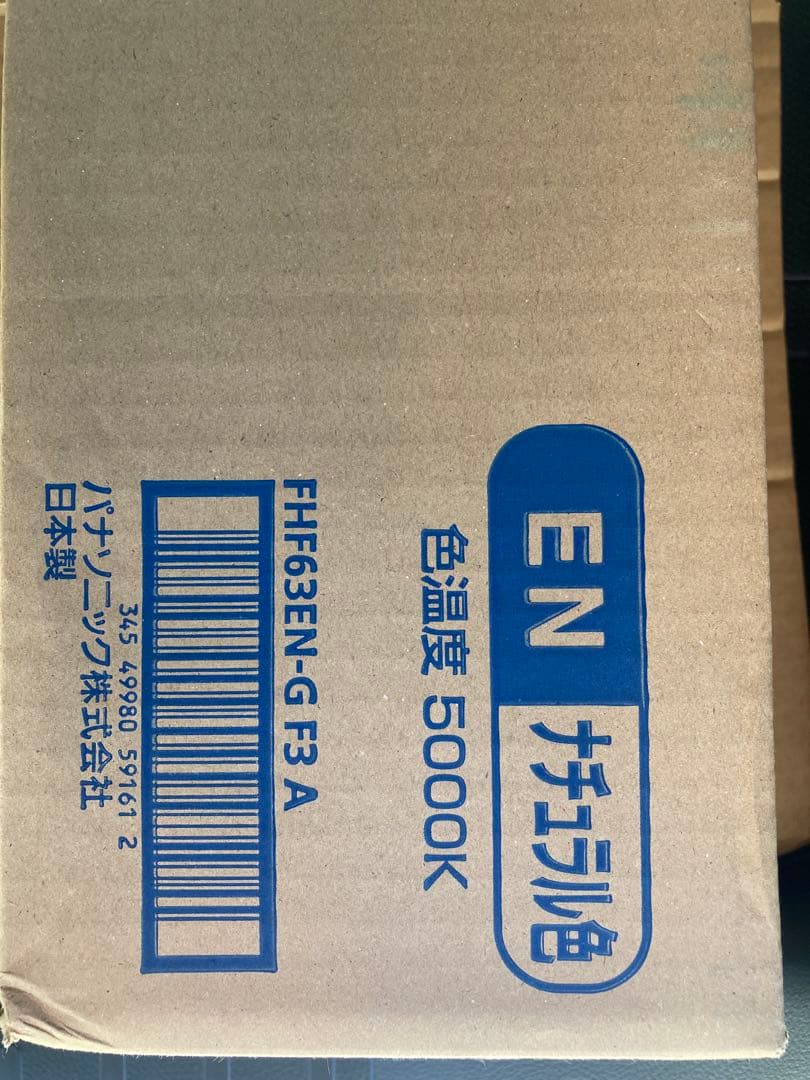 EN ナチュラル色
色温度 5000K
FHF63EN-G F3 A
345 49980 59161 2
パナソニック株式会社
日本製